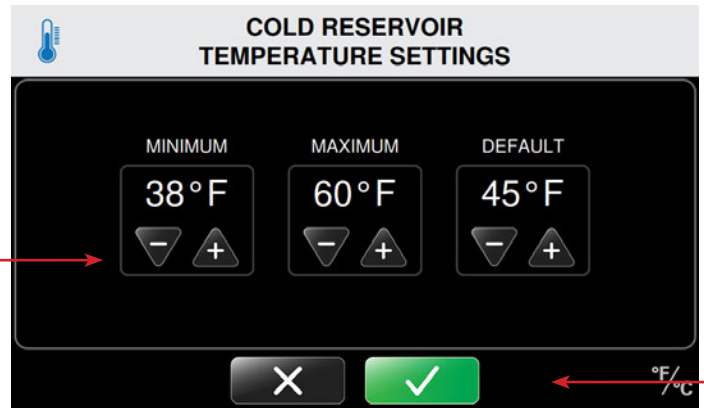 COLD RESERVOIR
TEMPERATURE SETTINGS
MINIMUM MAXIMUM DEFAULT
38°F 60°F 45°F
- + - + - +
°F/°C